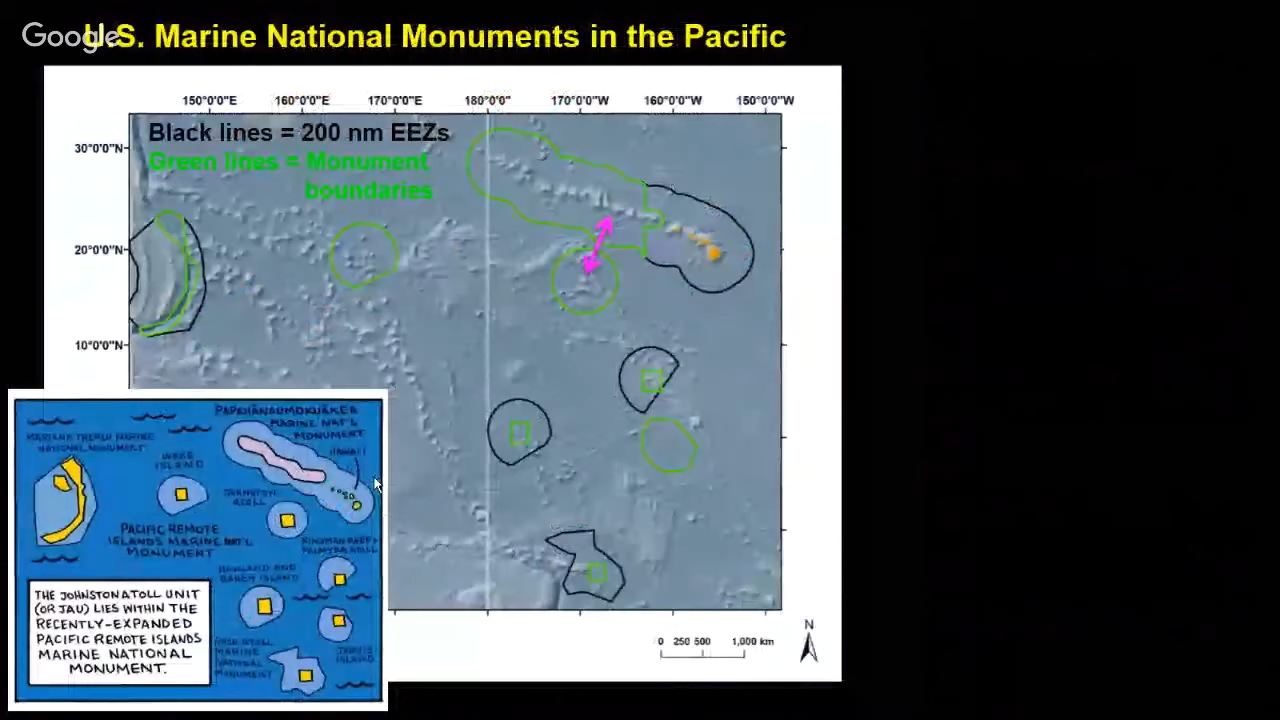 Google
U.S. Marine National Monuments in the Pacific
150°0'0"E 160°0'0"E 170°0'0"E 180°0'0" 170°0'0"W 160°0'0"W 150°0'0"W
Black lines = 200 nm EEZs
Green lines = Monument
boundaries
30°0'0"N
20°0'0"N
10°0'0"N
PAPAHĀNAUMOKUĀKEA
MARINE NAT'L
MONUMENT
(HAWAII)
MARIANA TRENCH MARINE
NATIONAL MONUMENT
WAKE
ISLAND
JOHNSTON
ATOLL
PACIFIC REMOTE
ISLANDS MARINE NAT'L
MONUMENT
KINGMAN REEF +
PALMYRA ATOLL
HOWLAND AND
BAKER ISLAND
THE JOHNSTON ATOLL UNIT
(OR JAU) LIES WITHIN THE
RECENTLY-EXPANDED
PACIFIC REMOTE ISLANDS
MARINE NATIONAL
MONUMENT.
ROSE ATOLL
MARINE
NATIONAL
MONUMENT
JARVIS
ISLAND
0 250 500 1,000 km
N